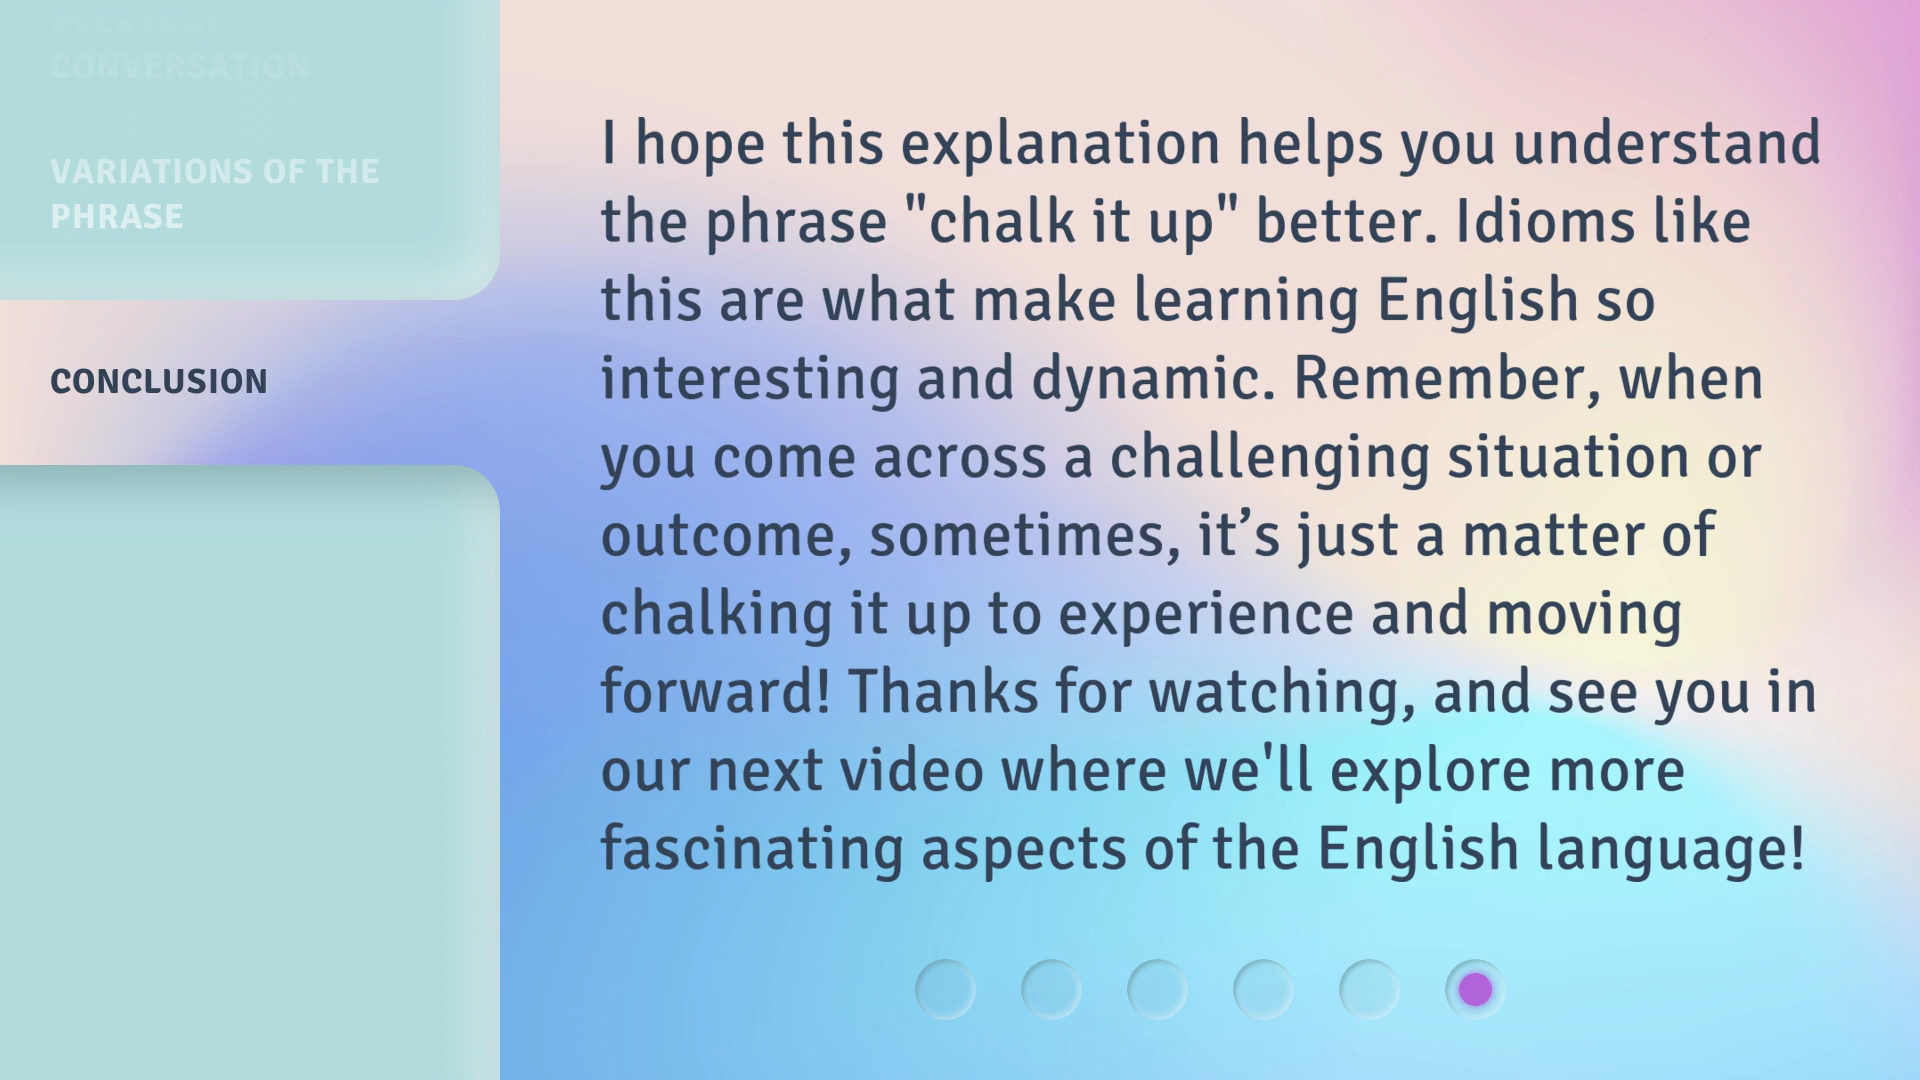 EVERYDAY
CONVERSATION
VARIATIONS OF THE
PHRASE
CONCLUSION
I hope this explanation helps you understand
the phrase "chalk it up" better. Idioms like
this are what make learning English so
interesting and dynamic. Remember, when
you come across a challenging situation or
outcome, sometimes, it’s just a matter of
chalking it up to experience and moving
forward! Thanks for watching, and see you in
our next video where we'll explore more
fascinating aspects of the English language!